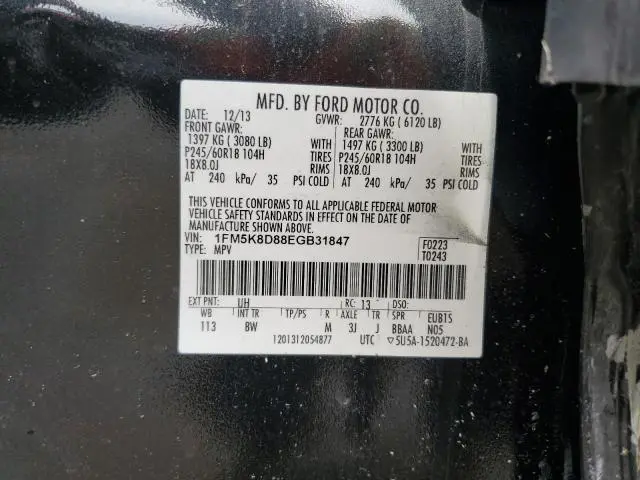 MFD. BY FORD MOTOR CO.
DATE: 12/13 GVWR: 2776 KG ( 6120 LB)
FRONT GAWR: REAR GAWR:
1397 KG ( 3080 LB) WITH 1497 KG ( 3300 LB) WITH
P245/60R18 104H TIRES P245/60R18 104H TIRES
18X8.0J RIMS 18X8.0J RIMS
AT 240 kPa/ 35 PSI COLD AT 240 kPa/ 35 PSI COLD
THIS VEHICLE CONFORMS TO ALL APPLICABLE FEDERAL MOTOR
VEHICLE SAFETY STANDARDS IN EFFECT ON THE DATE OF
MANUFACTURE SHOWN ABOVE.
VIN: 1FM5K8D88EGB31847 F0223
TYPE: MPV T0243
EXT PNT: UH RC: 13 DSO:
WB INT TR TP/PS R AXLE TR SPR EUB1S
113 BW M 3J J BBAA N05
1201312054877 UTC ▽5U5A-1520472-BA